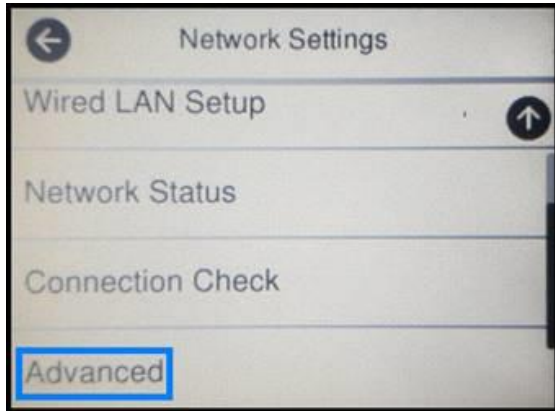 Network Settings
Wired LAN Setup
Network Status
Connection Check
Advanced